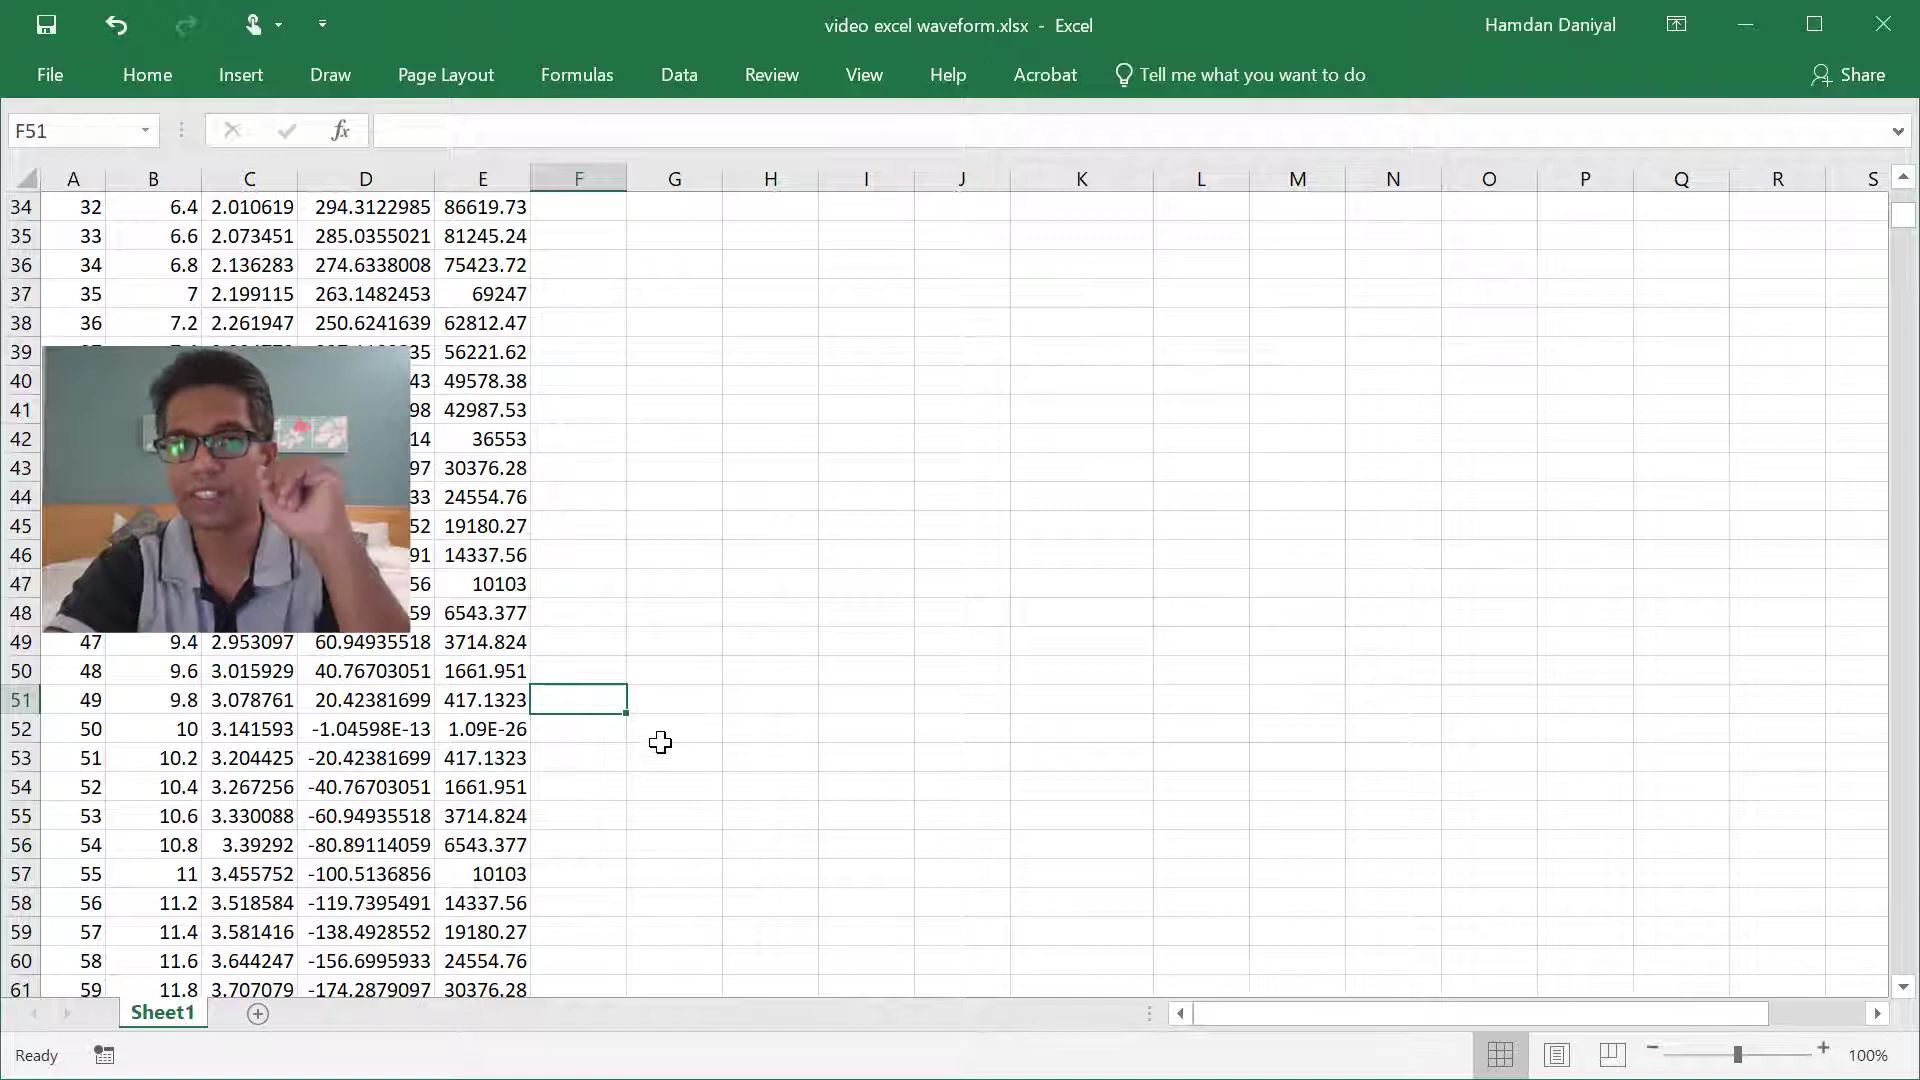 video excel waveform.xlsx - Excel
Hamdan Daniyal
File Home Insert Draw Page Layout Formulas Data Review View Help Acrobat Tell me what you want to do Share
F51 fx
A B C D E F G H I J K L M N O P Q R S
34 32 6.4 2.010619 294.3122985 86619.73
35 33 6.6 2.073451 285.0355021 81245.24
36 34 6.8 2.136283 274.6338008 75423.72
37 35 7 2.199115 263.1482453 69247
38 36 7.2 2.261947 250.6241639 62812.47
39 35 56221.62
40 43 49578.38
41 98 42987.53
42 14 36553
43 97 30376.28
44 33 24554.76
45 52 19180.27
46 91 14337.56
47 56 10103
48 59 6543.377
49 47 9.4 2.953097 60.94935518 3714.824
50 48 9.6 3.015929 40.76703051 1661.951
51 49 9.8 3.078761 20.42381699 417.1323
52 50 10 3.141593 -1.04598E-13 1.09E-26
53 51 10.2 3.204425 -20.42381699 417.1323
54 52 10.4 3.267256 -40.76703051 1661.951
55 53 10.6 3.330088 -60.94935518 3714.824
56 54 10.8 3.39292 -80.89114059 6543.377
57 55 11 3.455752 -100.5136856 10103
58 56 11.2 3.518584 -119.7395491 14337.56
59 57 11.4 3.581416 -138.4928552 19180.27
60 58 11.6 3.644247 -156.6995933 24554.76
61 59 11.8 3.707079 -174.2879097 30376.28
Sheet1
Ready 100%